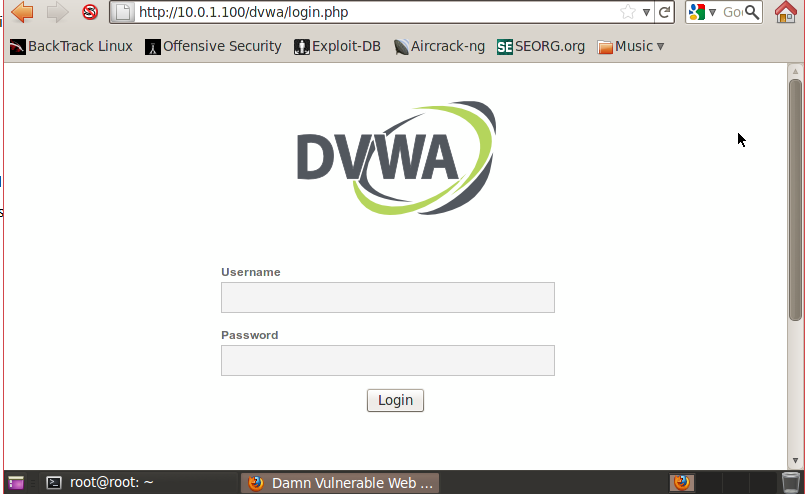 http://10.0.1.100/dvwa/login.php
BackTrack Linux Offensive Security Exploit-DB Aircrack-ng SE SEORG.org Music
DVWA
Username
Password
Login
root@root: ~ Damn Vulnerable Web ...